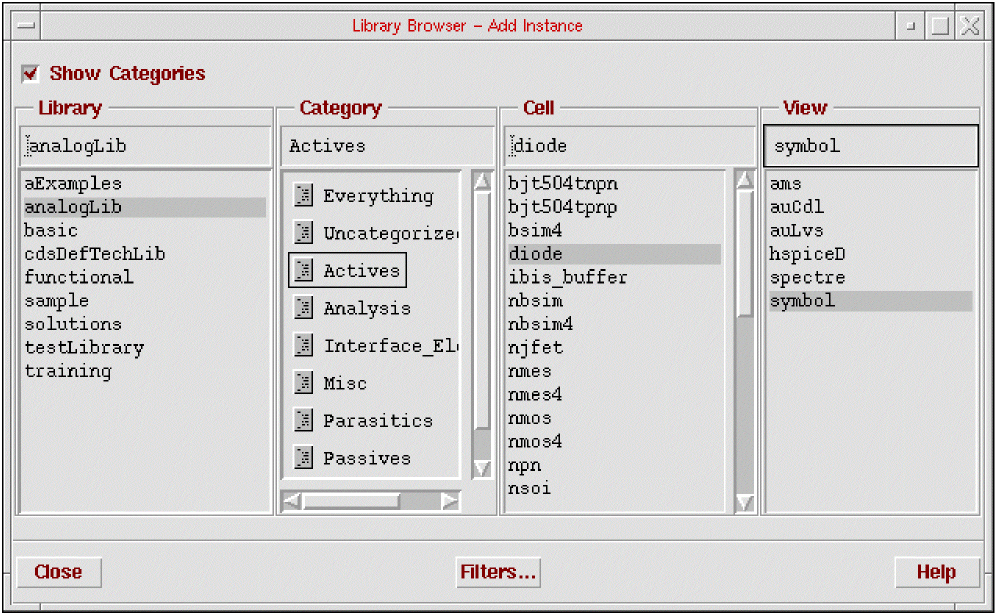 Library Browser – Add Instance
Show Categories
Library
analogLib
aExamples
analogLib
basic
cdsDefTechLib
functional
sample
solutions
testLibrary
training
Category
Actives
Everything
Uncategorize
Actives
Analysis
Interface_El
Misc
Parasitics
Passives
Cell
diode
bjt504tnpn
bjt504tpnp
bsim4
diode
ibis_buffer
nbsim
nbsim4
njfet
nmes
nmes4
nmos
nmos4
npn
nsoi
View
symbol
ams
auCdl
auLvs
hspiceD
spectre
symbol
Close
Filters...
Help